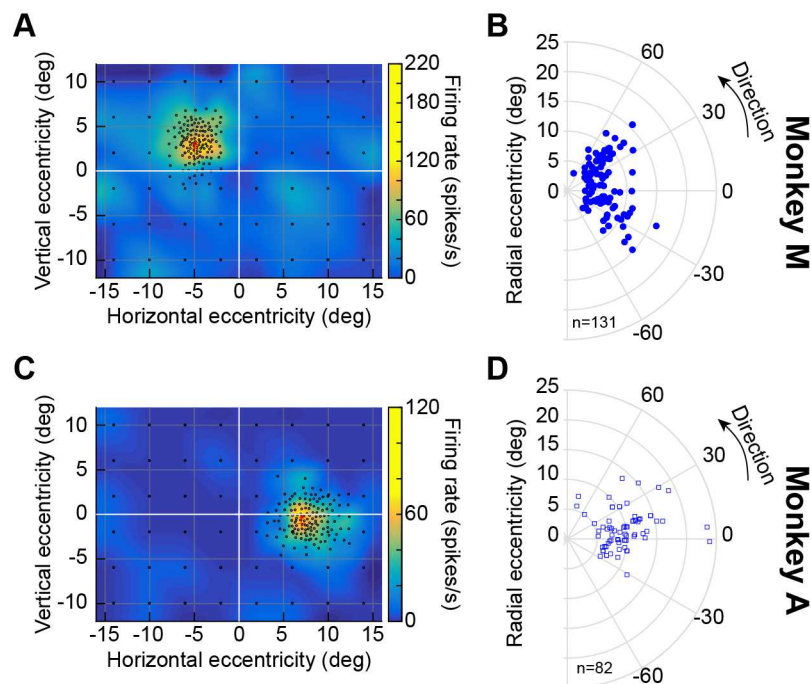 A
Vertical eccentricity (deg)
10
5
0
-5
-10
-15 -10 -5 0 5 10 15
Horizontal eccentricity (deg)
220
180
120
60
0
Firing rate (spikes/s)
B
Radial eccentricity (deg)
25
20
15
10
5
0
60
30
0
-30
-60
Direction
n=131
Monkey M
C
Vertical eccentricity (deg)
10
5
0
-5
-10
-15 -10 -5 0 5 10 15
Horizontal eccentricity (deg)
120
60
0
Firing rate (spikes/s)
D
Radial eccentricity (deg)
25
20
15
10
5
0
60
30
0
-30
-60
Direction
n=82
Monkey A